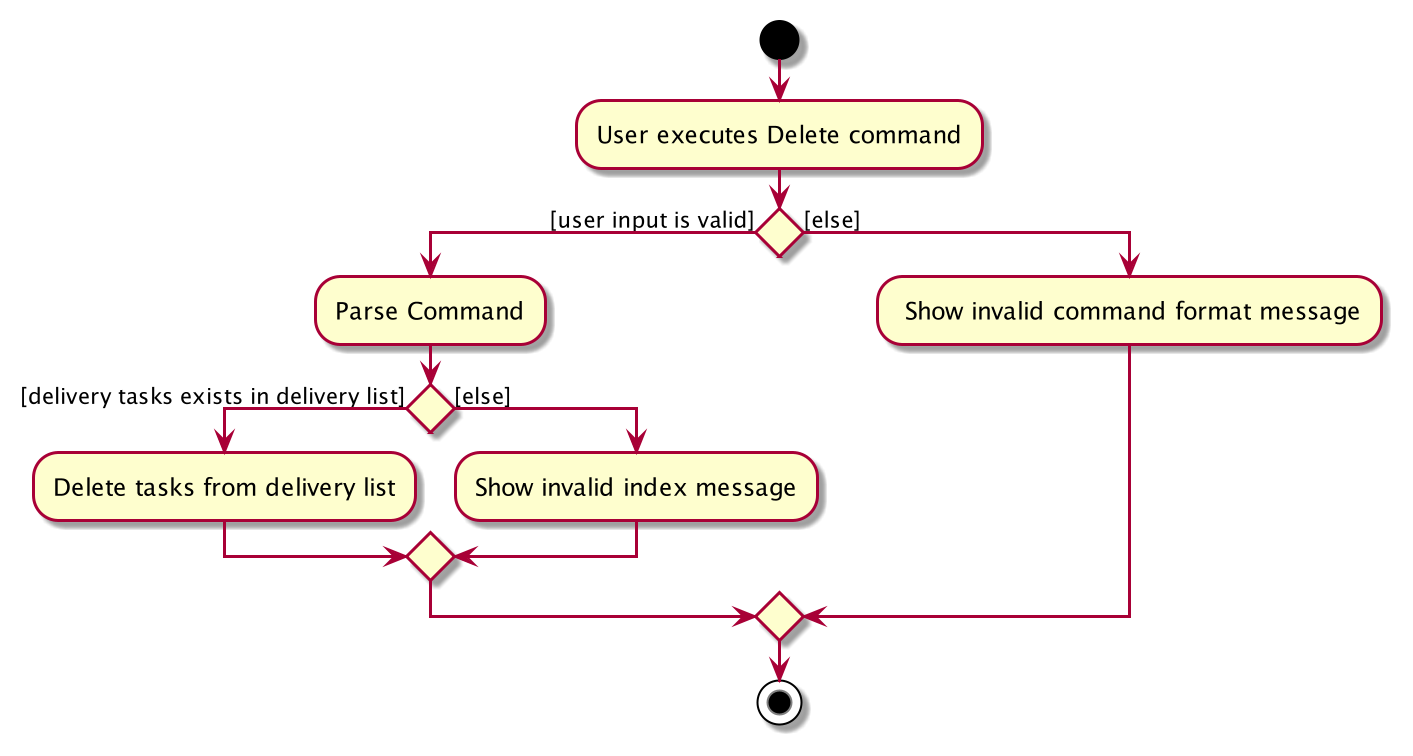 User executes Delete command
[user input is valid]
[else]
Parse Command
Show invalid command format message
[delivery tasks exists in delivery list]
[else]
Delete tasks from delivery list
Show invalid index message